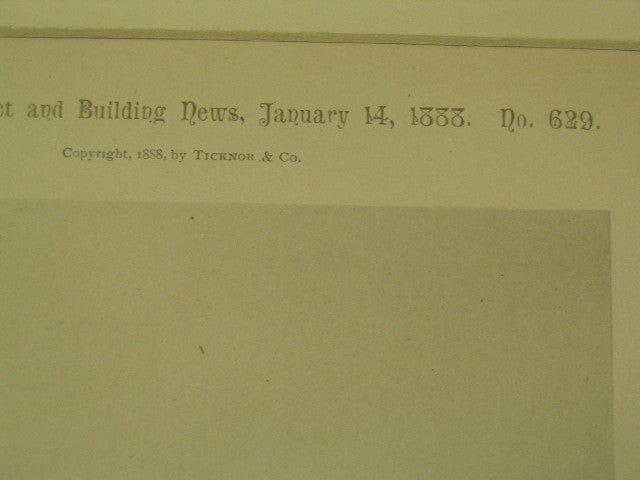 ct and Building News, January 14, 1888. No. 629.
Copyright, 1888, by TICKNOR & Co.